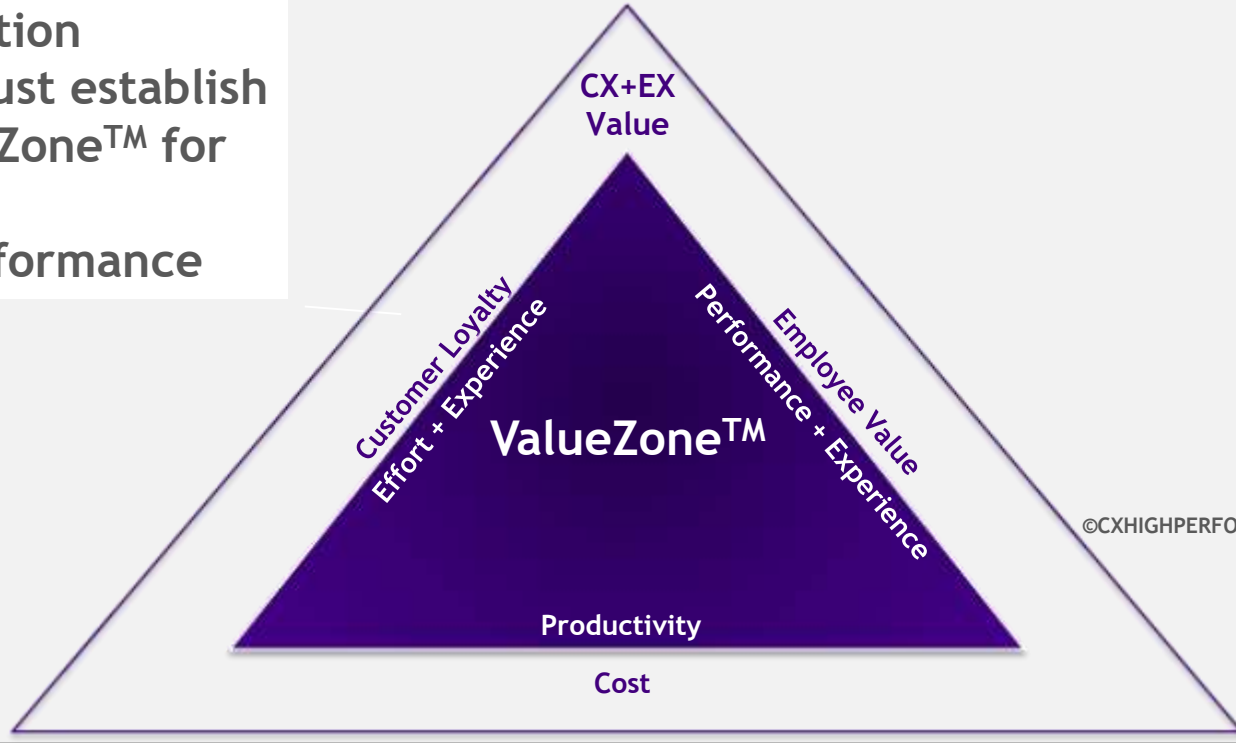 tion
ust establish
Zone™ for
formance
CX+EX
Value
Customer Loyalty
Effort + Experience
Performance + Experience
Employee Value
ValueZone™
©CXHIGHPERFO
Productivity
Cost